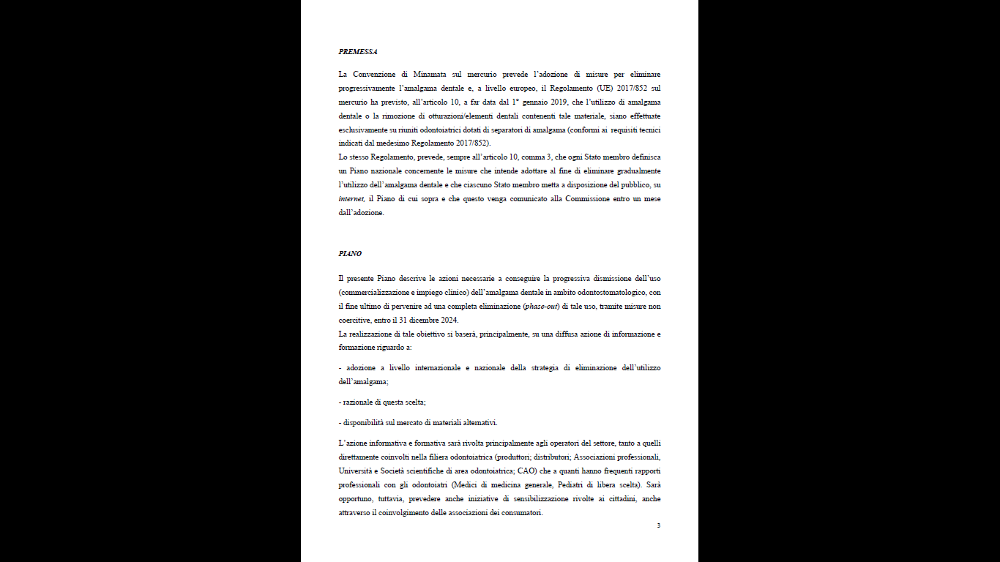 PREMESSA
La Convenzione di Minamata sul mercurio prevede l’adozione di misure per eliminare
progressivamente l’amalgama dentale e, a livello europeo, il Regolamento (UE) 2017/852 sul
mercurio ha previsto, all’articolo 10, a far data dal 1° gennaio 2019, che l’utilizzo di amalgama
dentale o la rimozione di otturazioni/elementi dentali contenenti tale materiale, siano effettuate
esclusivamente su riuniti odontoiatrici dotati di separatori di amalgama (conformi ai requisiti tecnici
indicati dal medesimo Regolamento 2017/852).
Lo stesso Regolamento, prevede, sempre all’articolo 10, comma 3, che ogni Stato membro definisca
un Piano nazionale concernente le misure che intende adottare al fine di eliminare gradualmente
l’utilizzo dell’amalgama dentale e che ciascuno Stato membro metta a disposizione del pubblico, su
internet, il Piano di cui sopra e che questo venga comunicato alla Commissione entro un mese
dall’adozione.
PIANO
Il presente Piano descrive le azioni necessarie a conseguire la progressiva dismissione dell’uso
(commercializzazione e impiego clinico) dell’amalgama dentale in ambito odontostomatologico, con
il fine ultimo di pervenire ad una completa eliminazione (phase-out) di tale uso, tramite misure non
coercitive, entro il 31 dicembre 2024.
La realizzazione di tale obiettivo si baserà, principalmente, su una diffusa azione di informazione e
formazione riguardo a:
- adozione a livello internazionale e nazionale della strategia di eliminazione dell’utilizzo
dell’amalgama;
- razionale di questa scelta;
- disponibilità sul mercato di materiali alternativi.
L’azione informativa e formativa sarà rivolta principalmente agli operatori del settore, tanto a quelli
direttamente coinvolti nella filiera odontoiatrica (produttori; distributori; Associazioni professionali,
Università e Società scientifiche di area odontoiatrica; CAO) che a quanti hanno frequenti rapporti
professionali con gli odontoiatri (Medici di medicina generale, Pediatri di libera scelta). Sarà
opportuno, tuttavia, prevedere anche iniziative di sensibilizzazione rivolte ai cittadini, anche
attraverso il coinvolgimento delle associazioni dei consumatori.
3